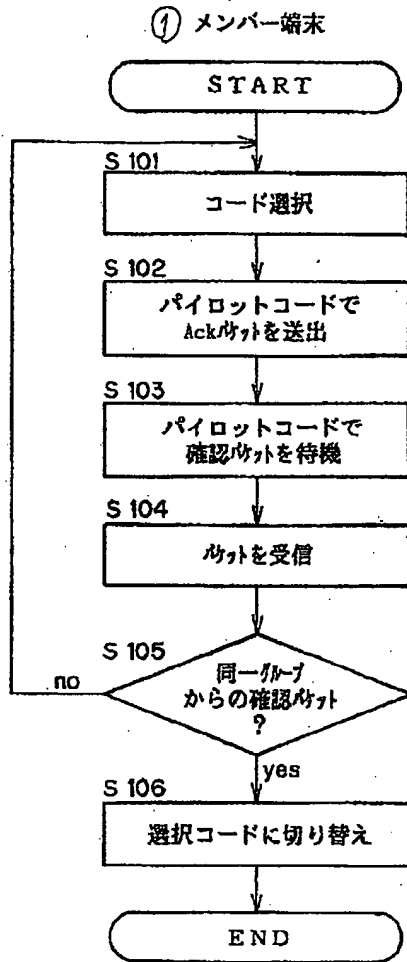 ① メンバー端末
START
S 101
コード選択
S 102
パイロットコードで
Ackパケットを送出
S 103
パイロットコードで
確認パケットを待機
S 104
パケットを受信
S 105
同一グループ
からの確認パケット
?
no
yes
S 106
選択コードに切り替え
END